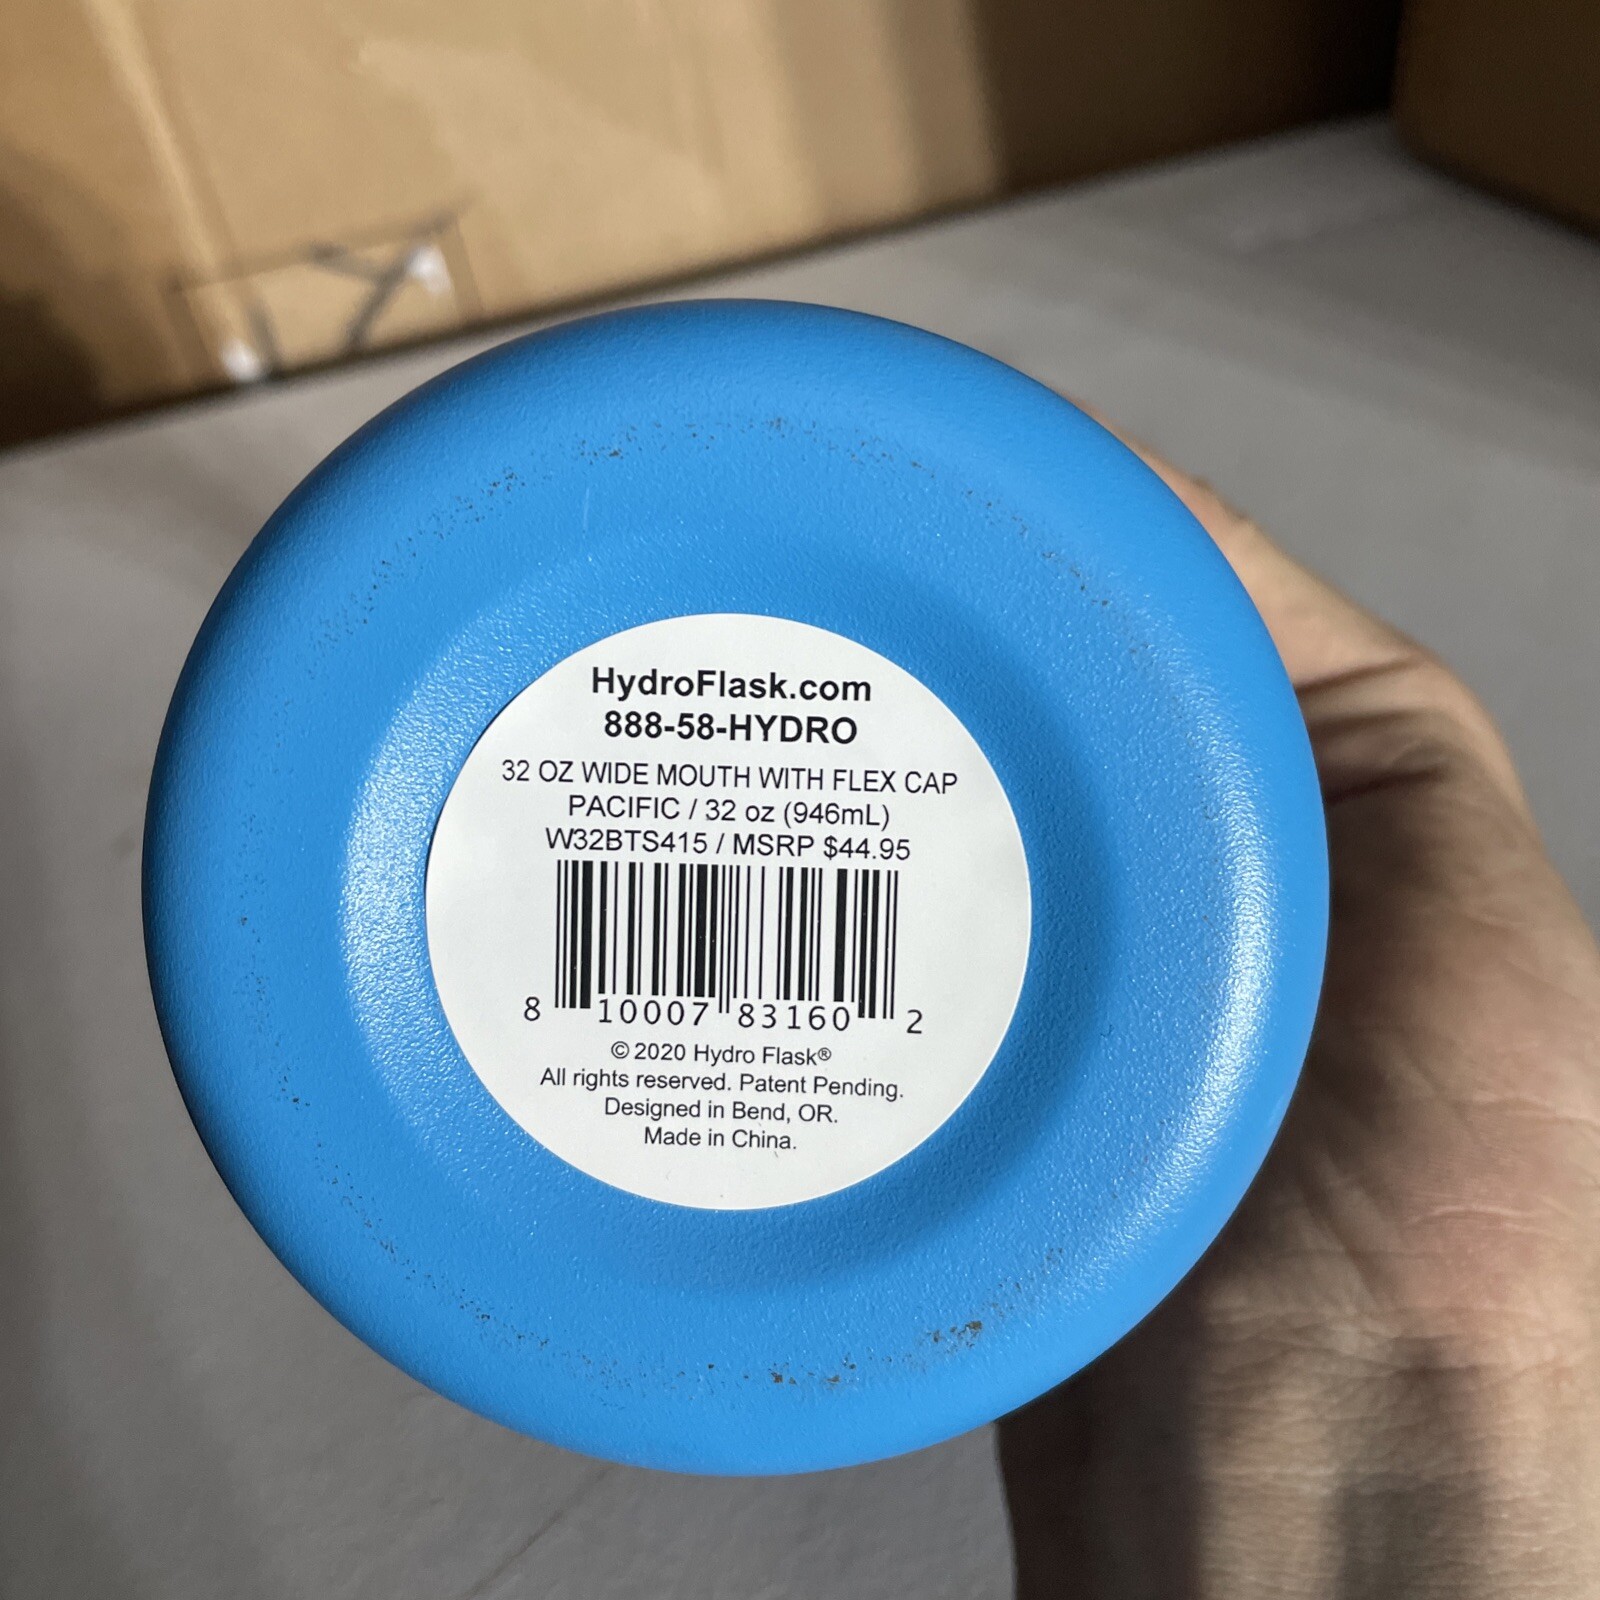 HydroFlask.com
888-58-HYDRO
32 OZ WIDE MOUTH WITH FLEX CAP
PACIFIC / 32 oz (946mL)
W32BTS415 / MSRP $44.95
8 10007 83160 2
© 2020 Hydro Flask®
All rights reserved. Patent Pending.
Designed in Bend, OR.
Made in China.